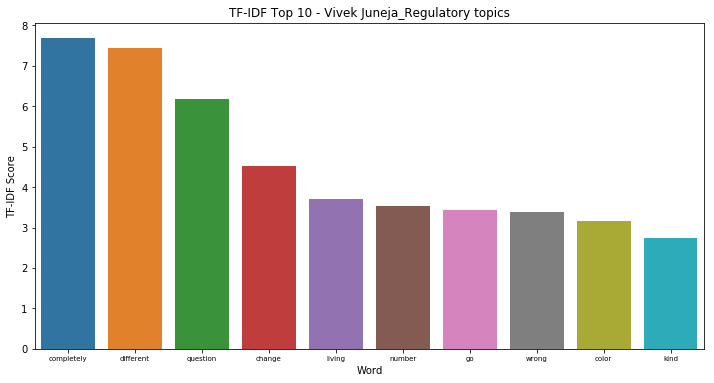 TF-IDF Top 10 - Vivek Juneja_Regulatory topics
TF-IDF Score
8
7
6
5
4
3
2
1
0
completely different question change living number go wrong color kind
Word